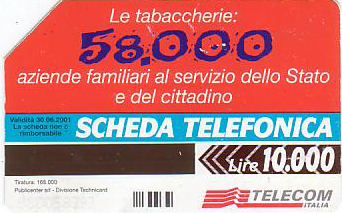 Le tabaccherie:
58.000
aziende familiari al servizio dello Stato
e del cittadino
Validità 30.06.2001
La scheda non è
rimborsabile
SCHEDA TELEFONICA
Lire 10.000
Tiratura: 165.000
Publicenter srl - Divisione Technicard
TELECOM
ITALIA